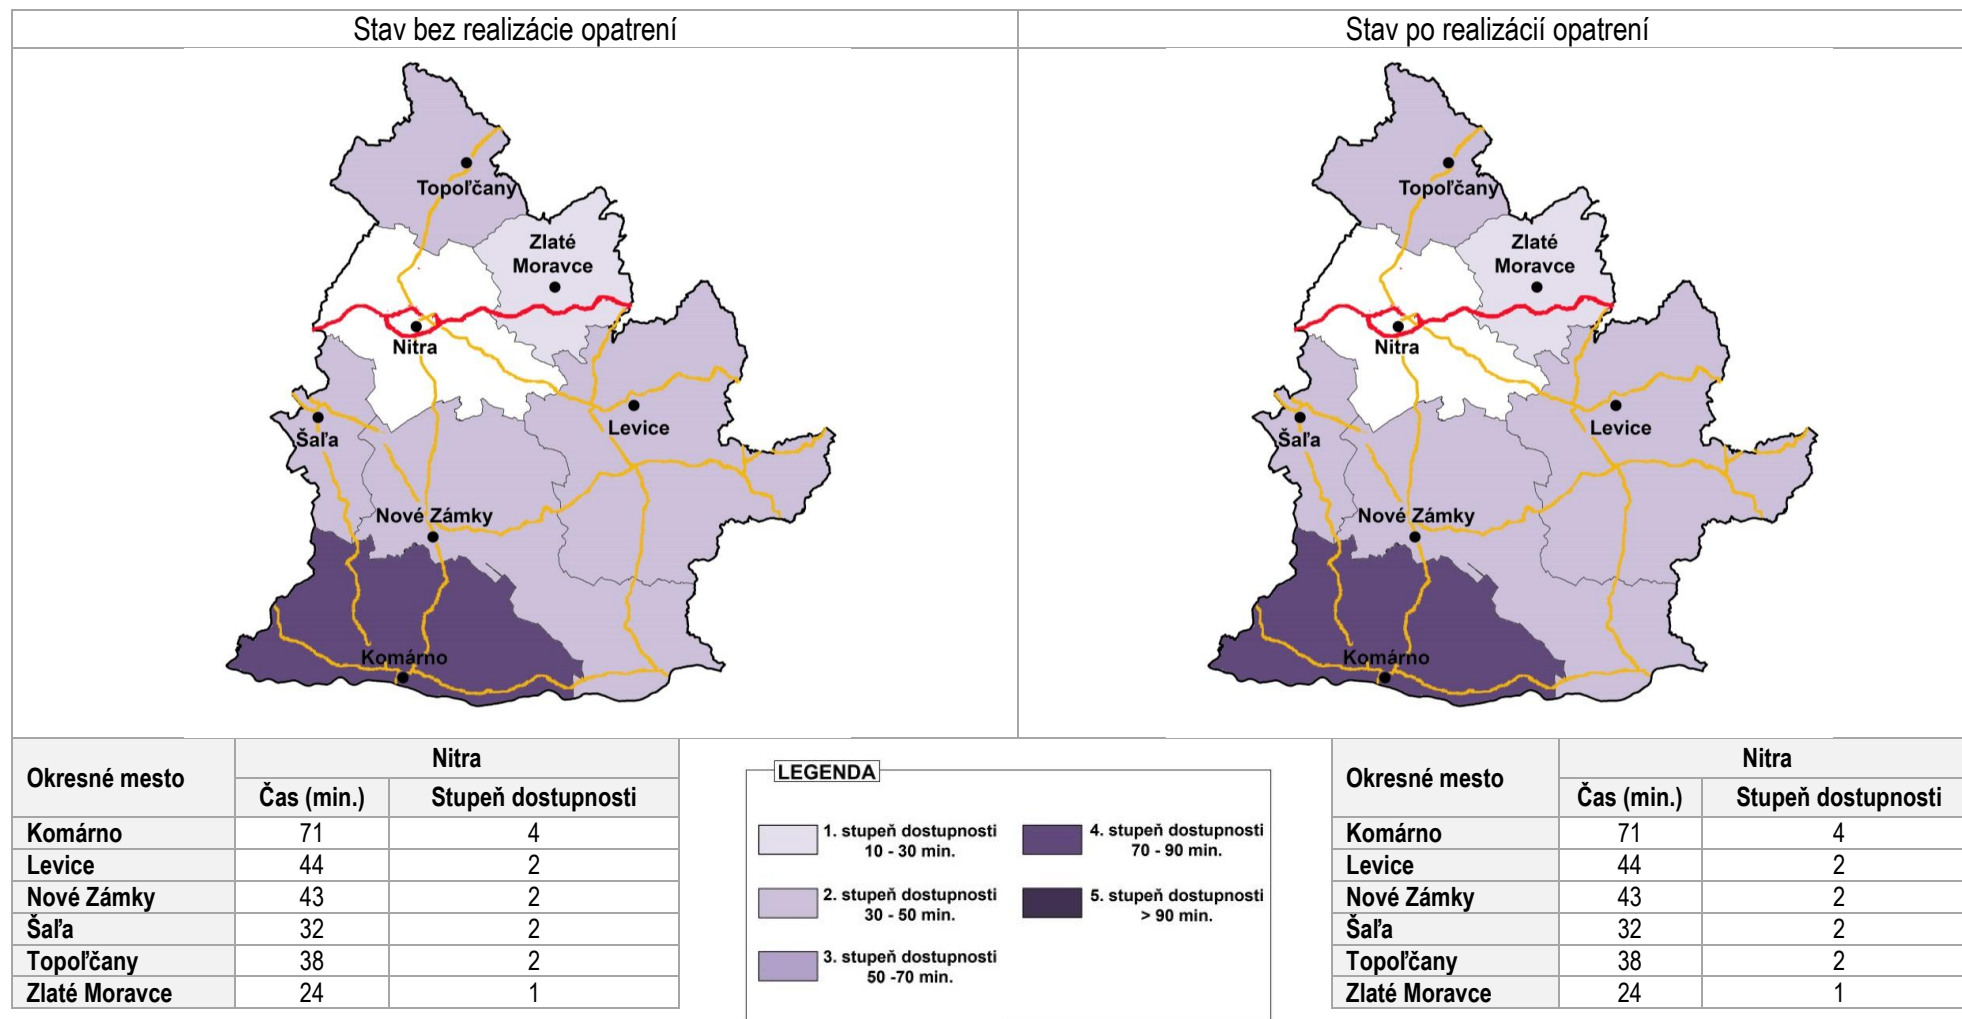 Stav bez realizácie opatrení
Stav po realizácií opatrení
Topoľčany
Zlaté
Moravce
Nitra
Šaľa
Levice
Nové Zámky
Komárno
Topoľčany
Zlaté
Moravce
Nitra
Šaľa
Levice
Nové Zámky
Komárno
Okresné mesto Nitra
Čas (min.) Stupeň dostupnosti
Komárno 71 4
Levice 44 2
Nové Zámky 43 2
Šaľa 32 2
Topoľčany 38 2
Zlaté Moravce 24 1
LEGENDA
1. stupeň dostupnosti
10 - 30 min.
2. stupeň dostupnosti
30 - 50 min.
3. stupeň dostupnosti
50 -70 min.
4. stupeň dostupnosti
70 - 90 min.
5. stupeň dostupnosti
> 90 min.
Okresné mesto Nitra
Čas (min.) Stupeň dostupnosti
Komárno 71 4
Levice 44 2
Nové Zámky 43 2
Šaľa 32 2
Topoľčany 38 2
Zlaté Moravce 24 1